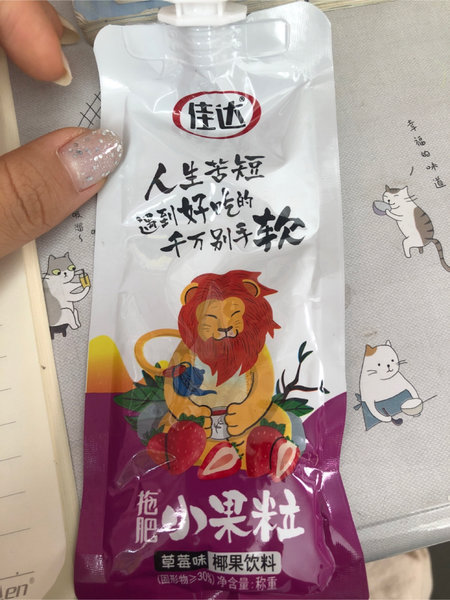 佳达®
人生苦短
遇到好吃的
千万别手软
拖肥
小果粒
草莓味 椰果饮料
(固形物≥30%) 净含量:称重
幸福的味道